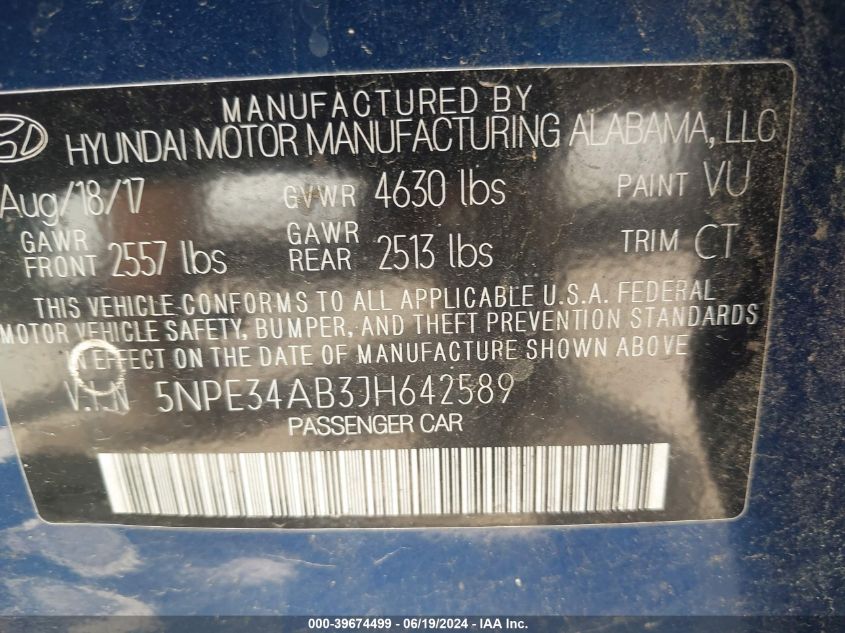 MANUFACTURED BY
HYUNDAI MOTOR MANUFACTURING ALABAMA, LLC
Aug/18/17 GVWR 4630 lbs PAINT VU
GAWR FRONT 2557 lbs GAWR REAR 2513 lbs TRIM CT
THIS VEHICLE CONFORMS TO ALL APPLICABLE U.S.A. FEDERAL
MOTOR VEHICLE SAFETY, BUMPER, AND THEFT PREVENTION STANDARDS
IN EFFECT ON THE DATE OF MANUFACTURE SHOWN ABOVE
V.I.N 5NPE34AB3JH642589
PASSENGER CAR
000-39674499 - 06/19/2024 - IAA Inc.